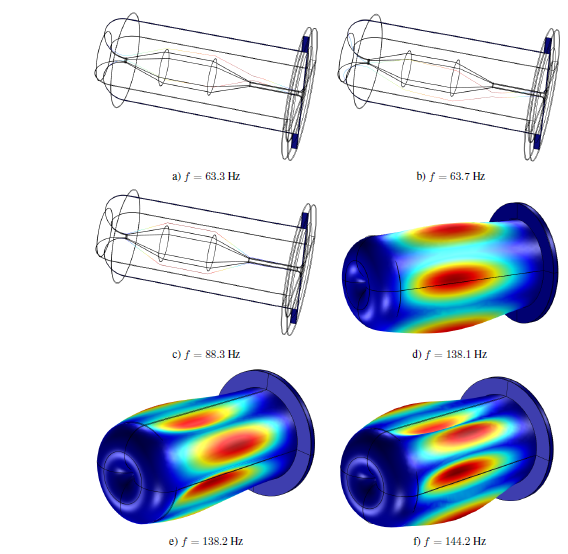 a) f = 63.3 Hz
b) f = 63.7 Hz
c) f = 88.3 Hz
d) f = 138.1 Hz
e) f = 138.2 Hz
f) f = 144.2 Hz